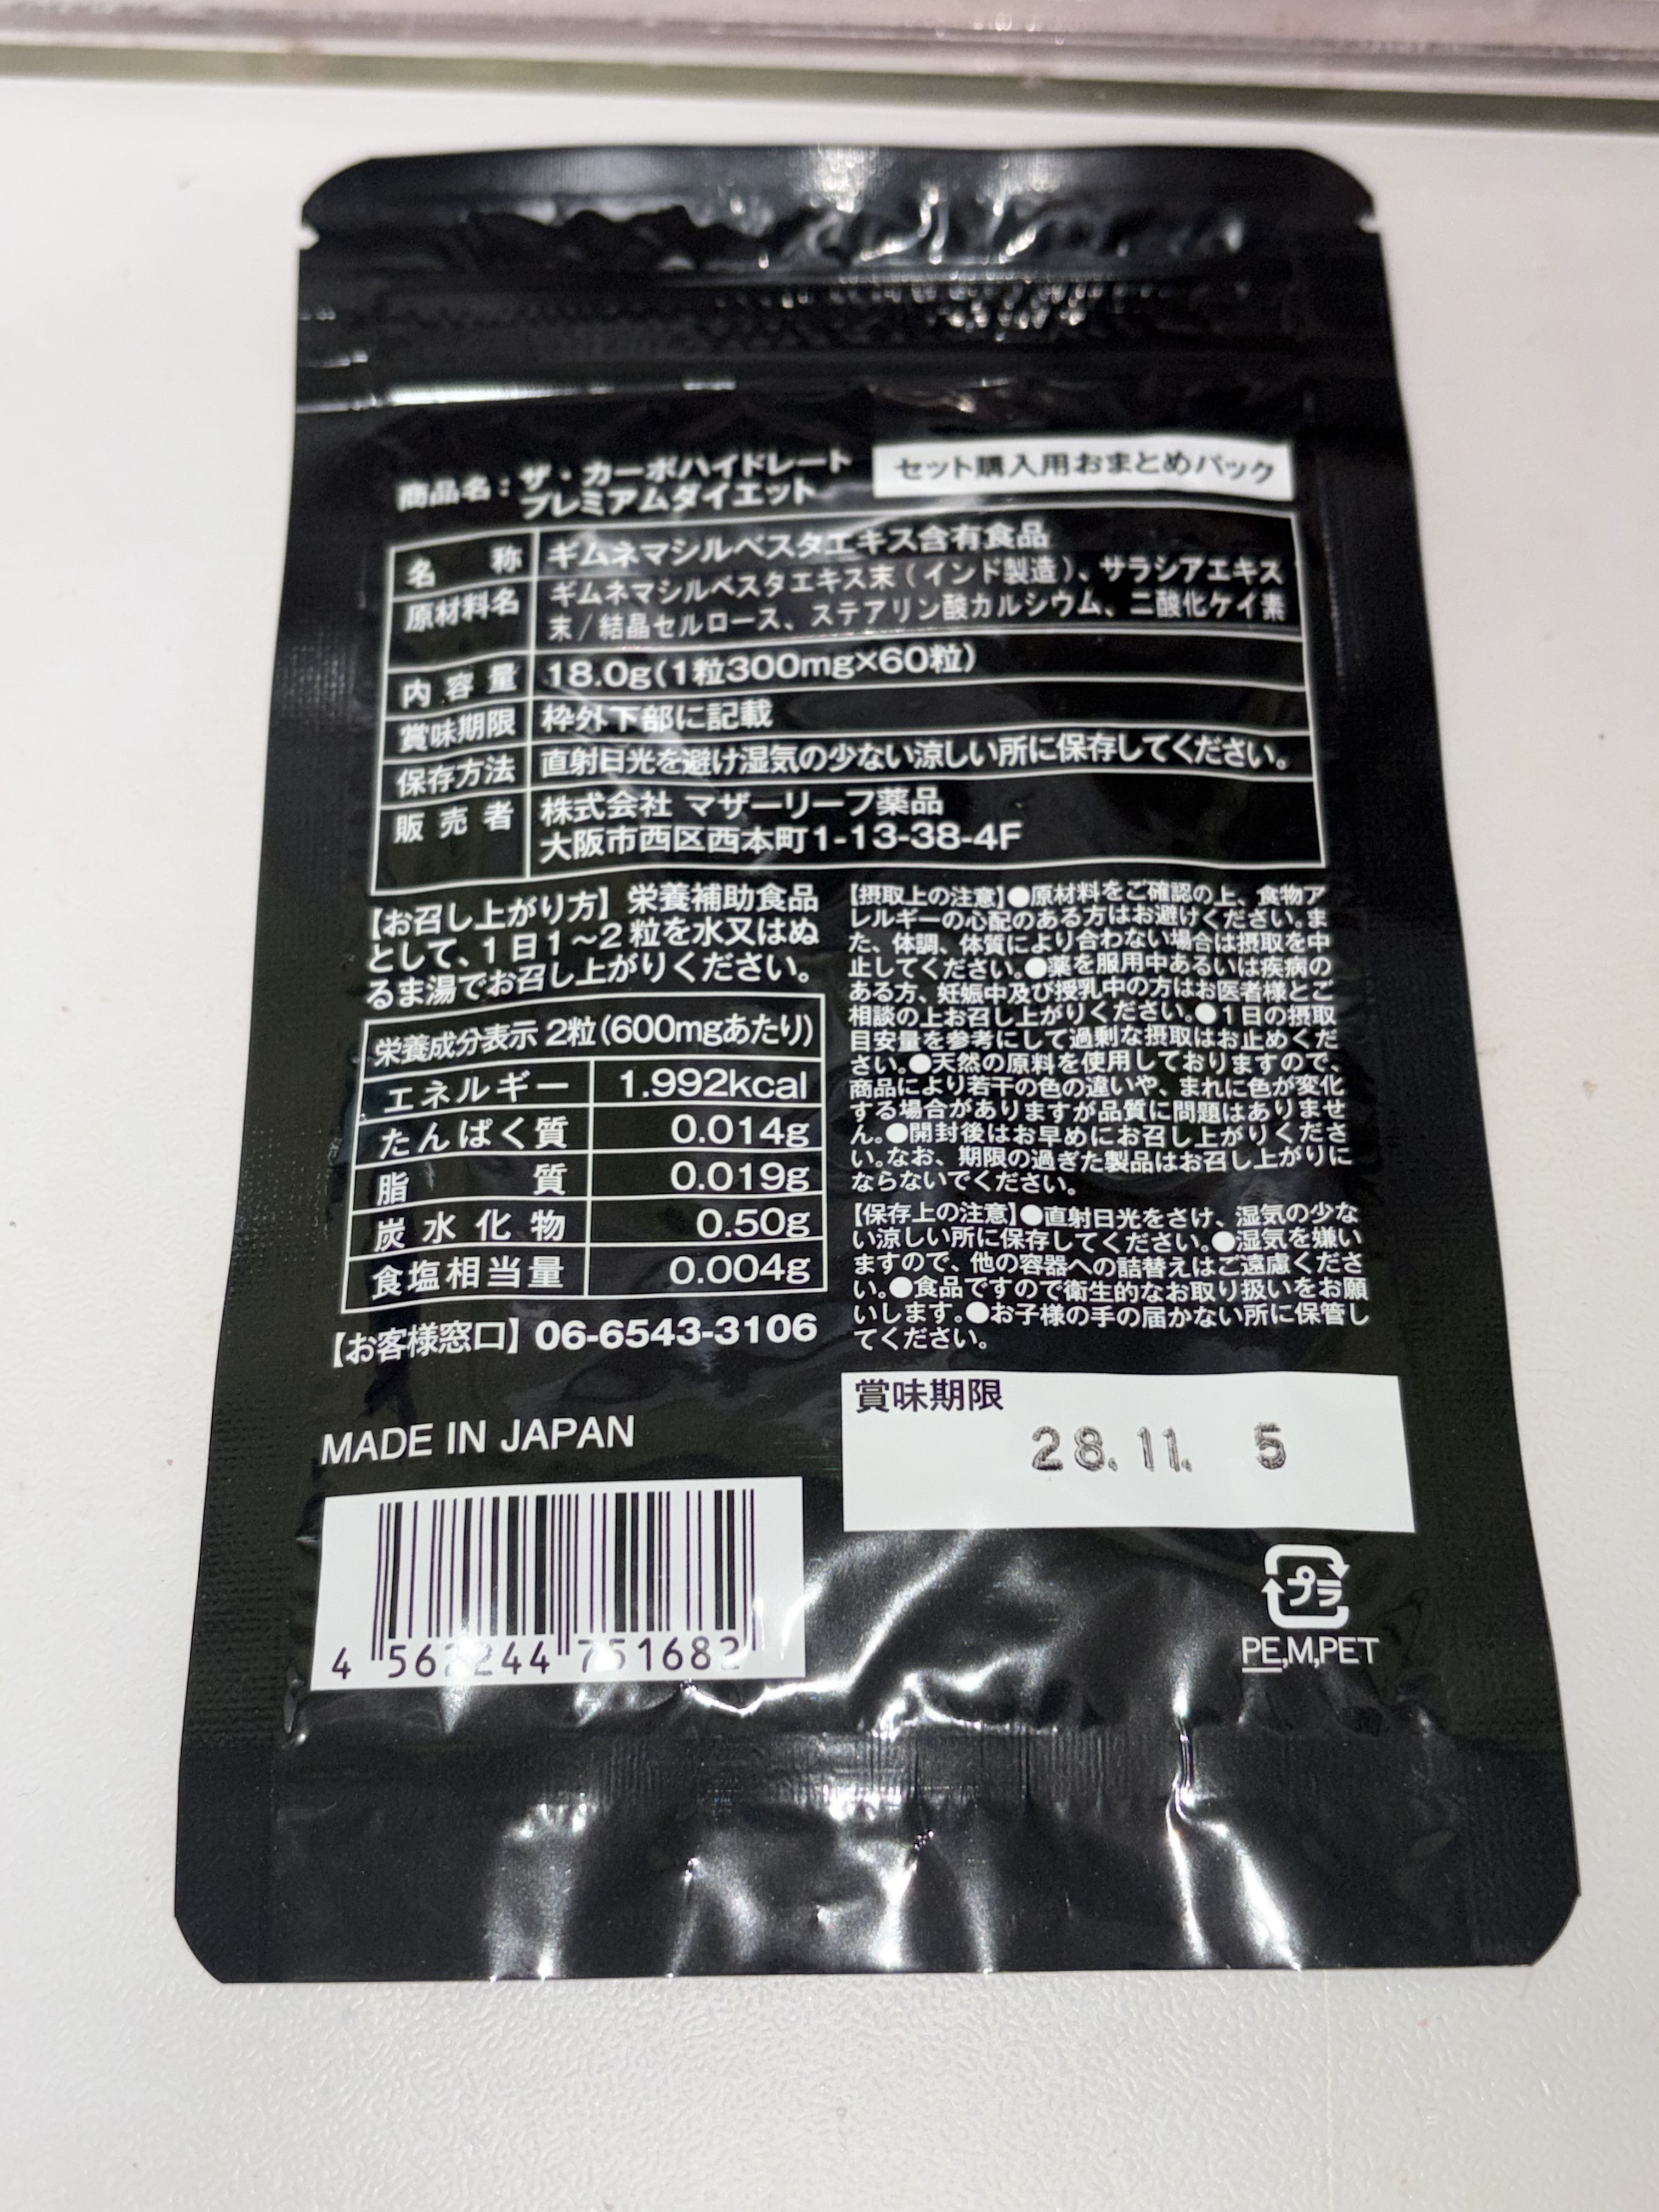 商品名：ザ・カーボハイドレート
プレミアムダイエット
セット購入用おまとめパック
名称 ギムネマシルベスタエキス含有食品
原材料名 ギムネマシルベスタエキス末（インド製造）、サラシアエキス
末/結晶セルロース、ステアリン酸カルシウム、二酸化ケイ素
内容量 18.0g(1粒300mg×60粒)
賞味期限 枠外下部に記載
保存方法 直射日光を避け湿気の少ない涼しい所に保存してください。
販売者 株式会社 マザーリーフ薬品
大阪市西区西本町1-13-38-4F
【お召し上がり方】栄養補助食品
として、1日1～2粒を水又はぬ
るま湯でお召し上がりください。
栄養成分表示 2粒(600mgあたり)
エネルギー 1.992kcal
たんぱく質 0.014g
脂質 0.019g
炭水化物 0.50g
食塩相当量 0.004g
【お客様窓口】06-6543-3106
MADE IN JAPAN
4 562244 751682
【摂取上の注意】●原材料をご確認の上、食物ア
レルギーの心配のある方はお避けください。ま
た、体調、体質により合わない場合は摂取を中
止してください。●薬を服用中あるいは疾病の
ある方、妊娠中及び授乳中の方はお医者様とご
相談の上お召し上がりください。●1日の摂取
目安量を参考にして過剰な摂取はお止めくだ
さい。●天然の原料を使用しておりますので、
商品により若干の色の違いや、まれに色が変化
する場合がありますが品質に問題はありませ
ん。●開封後はお早めにお召し上がりくださ
い。なお、期限の過ぎた製品はお召し上がりに
ならないでください。
【保存上の注意】●直射日光をさけ、湿気の少な
い涼しい所に保存してください。●湿気を嫌い
ますので、他の容器への詰替えはご遠慮くださ
い。●食品ですので衛生的なお取り扱いをお願
いします。●お子様の手の届かない所に保管し
てください。
賞味期限
28.11. 5
プラ
PE,M,PET